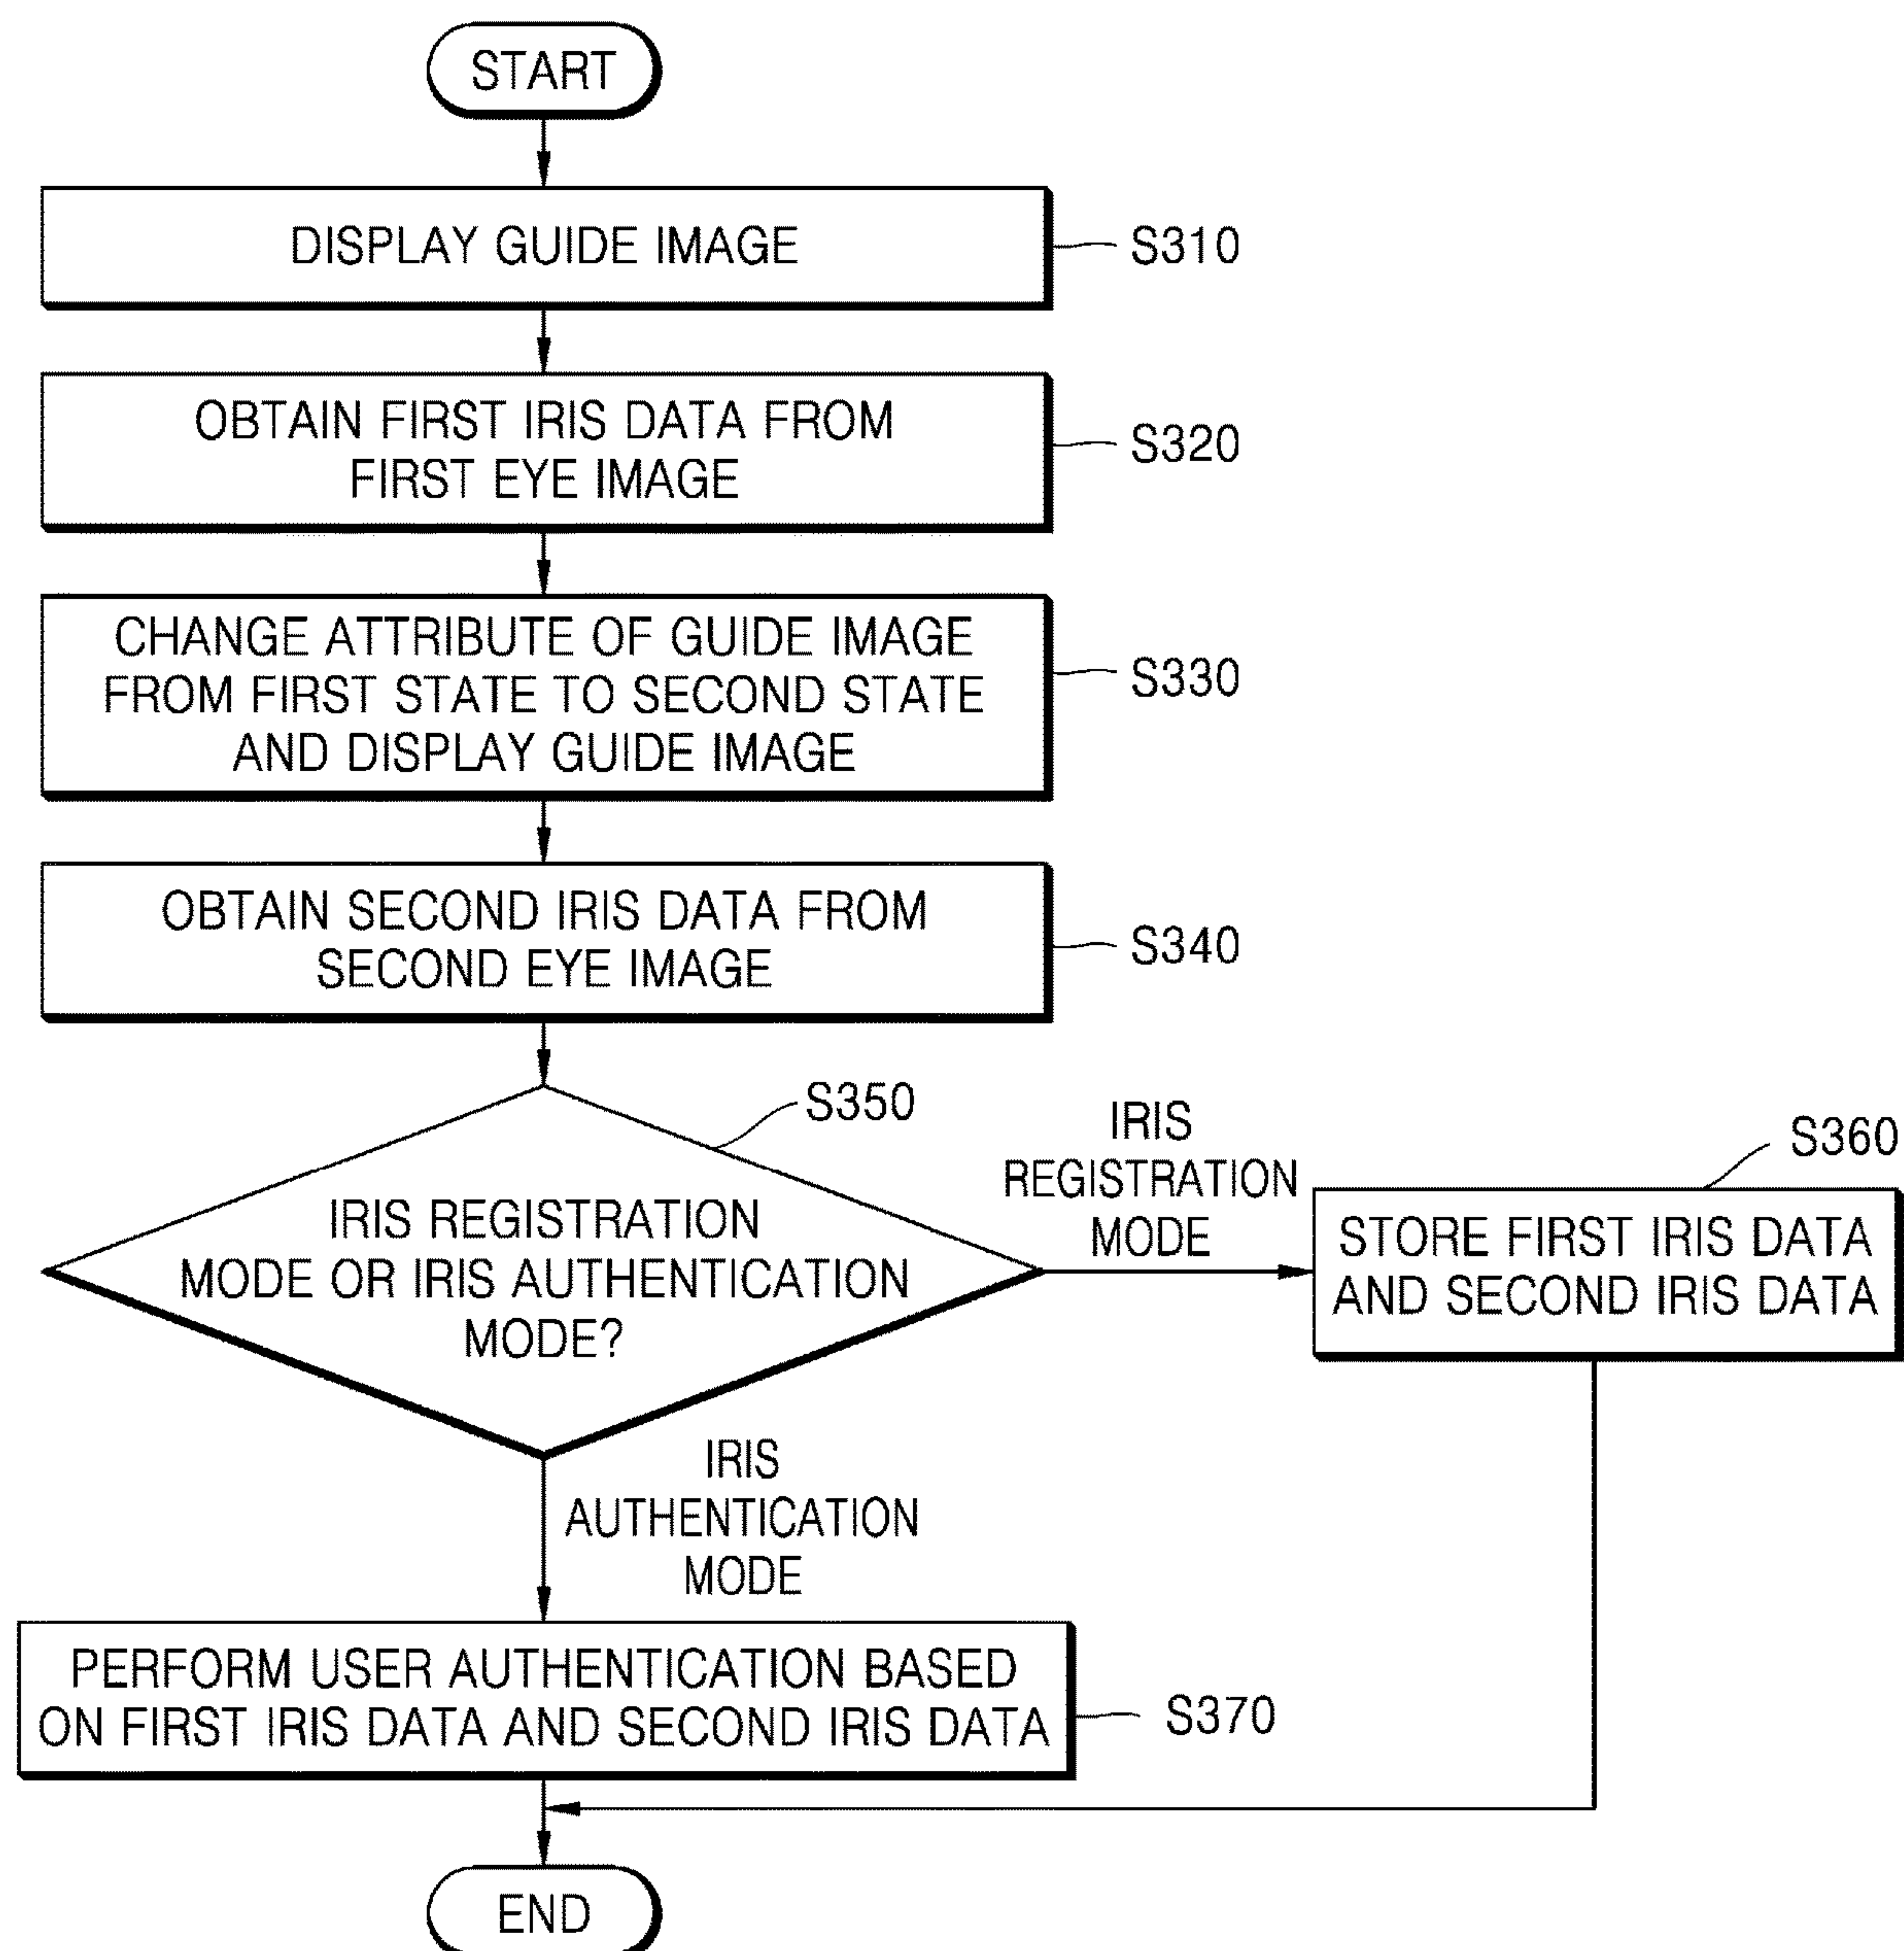 START
DISPLAY GUIDE IMAGE
S310
OBTAIN FIRST IRIS DATA FROM
FIRST EYE IMAGE
S320
CHANGE ATTRIBUTE OF GUIDE IMAGE
FROM FIRST STATE TO SECOND STATE
AND DISPLAY GUIDE IMAGE
S330
OBTAIN SECOND IRIS DATA FROM
SECOND EYE IMAGE
S340
S350
IRIS REGISTRATION
MODE OR IRIS AUTHENTICATION
MODE?
IRIS
REGISTRATION
MODE
S360
STORE FIRST IRIS DATA
AND SECOND IRIS DATA
IRIS
AUTHENTICATION
MODE
PERFORM USER AUTHENTICATION BASED
ON FIRST IRIS DATA AND SECOND IRIS DATA
S370
END